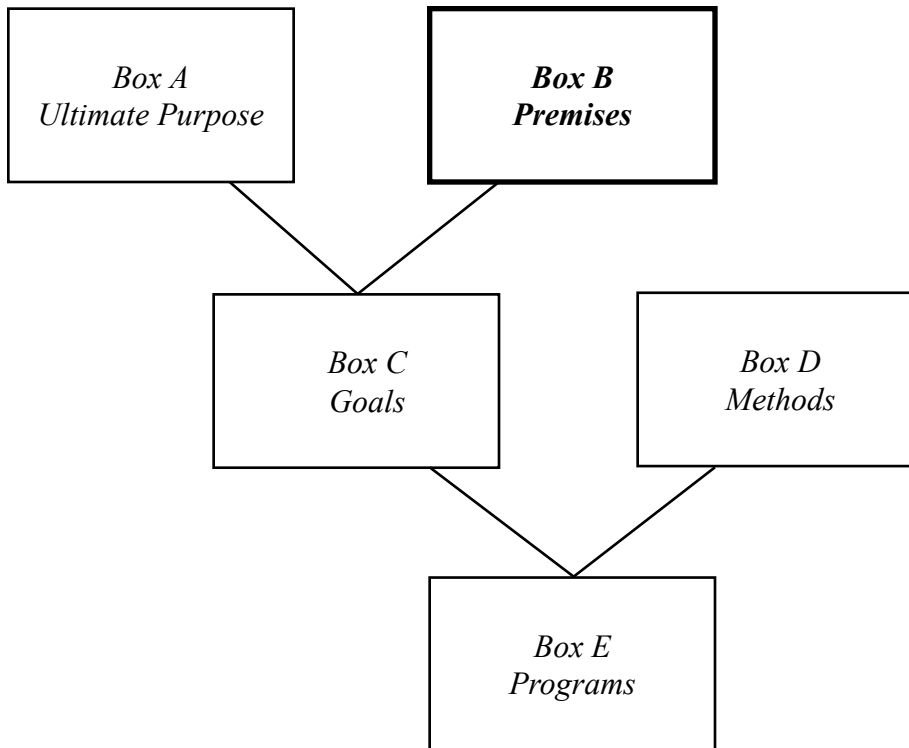 Box A
Ultimate Purpose
Box B
Premises
Box C
Goals
Box D
Methods
Box E
Programs